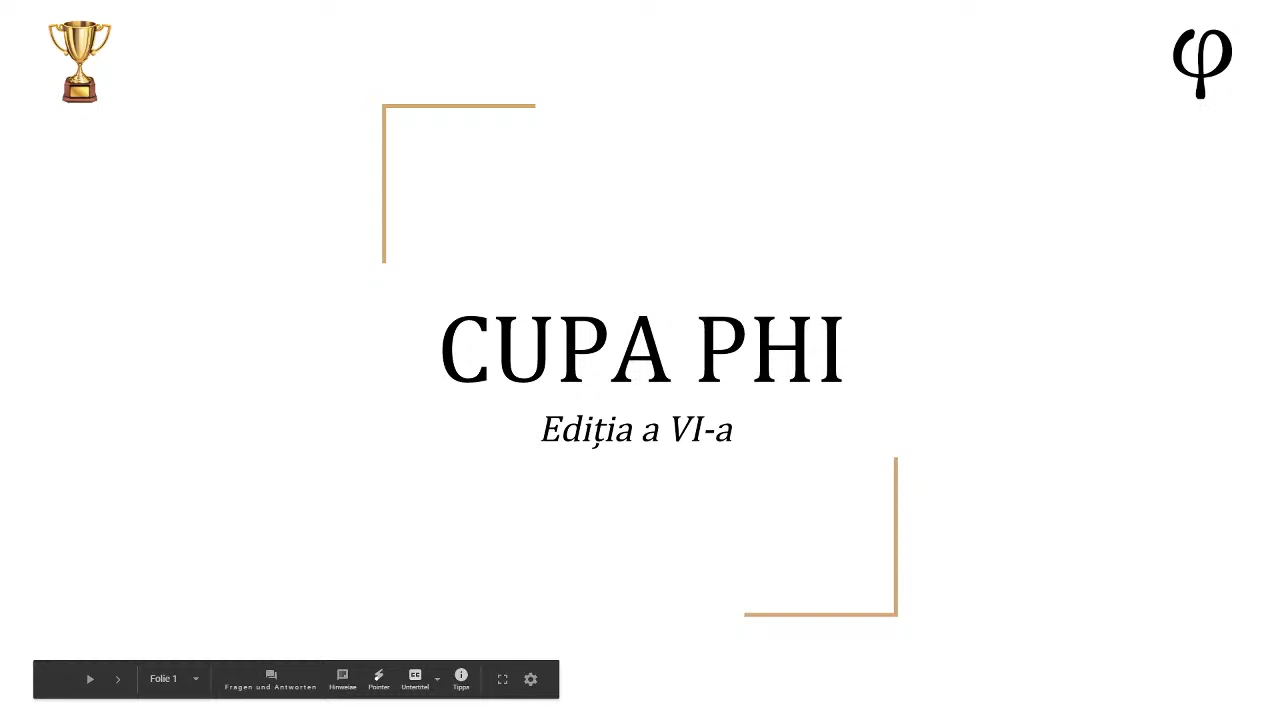 φ
CUPA PHI
Ediția a VI-a
Folie 1
Fragen und Antworten
Hinweise
Pointer
Untertitel
Tipps